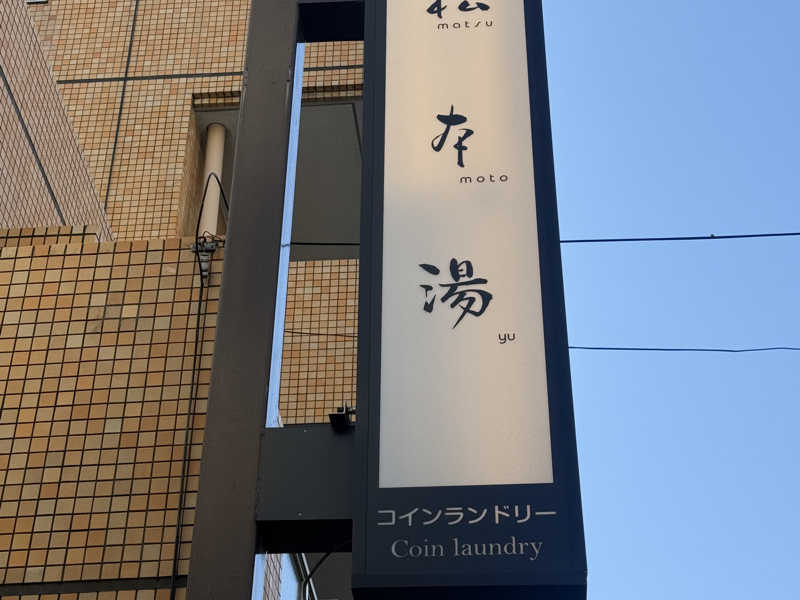 松
matsu
本
moto
湯
yu
コインランドリー
Coin laundry